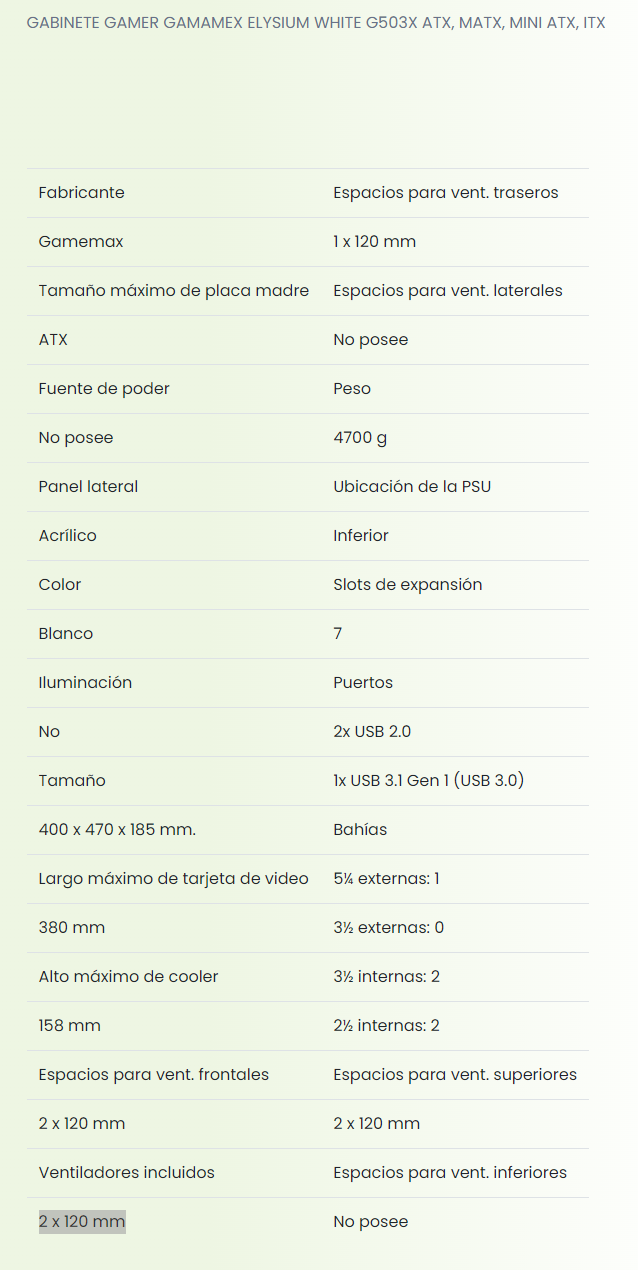 GABINETE GAMER GAMAMEX ELYSIUM WHITE G503X ATX, MATX, MINI ATX, ITX
Fabricante Espacios para vent. traseros
Gamemax 1 x 120 mm
Tamaño máximo de placa madre Espacios para vent. laterales
ATX No posee
Fuente de poder Peso
No posee 4700 g
Panel lateral Ubicación de la PSU
Acrílico Inferior
Color Slots de expansión
Blanco 7
Iluminación Puertos
No 2x USB 2.0
Tamaño 1x USB 3.1 Gen 1 (USB 3.0)
400 x 470 x 185 mm. Bahías
Largo máximo de tarjeta de video 5¼ externas: 1
380 mm 3½ externas: 0
Alto máximo de cooler 3½ internas: 2
158 mm 2½ internas: 2
Espacios para vent. frontales Espacios para vent. superiores
2 x 120 mm 2 x 120 mm
Ventiladores incluidos Espacios para vent. inferiores
2 x 120 mm No posee